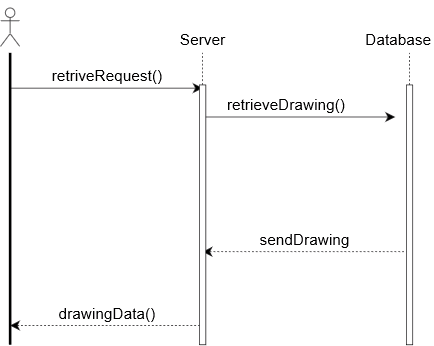 Server
Database
retriveRequest()
retrieveDrawing()
sendDrawing
drawingData()